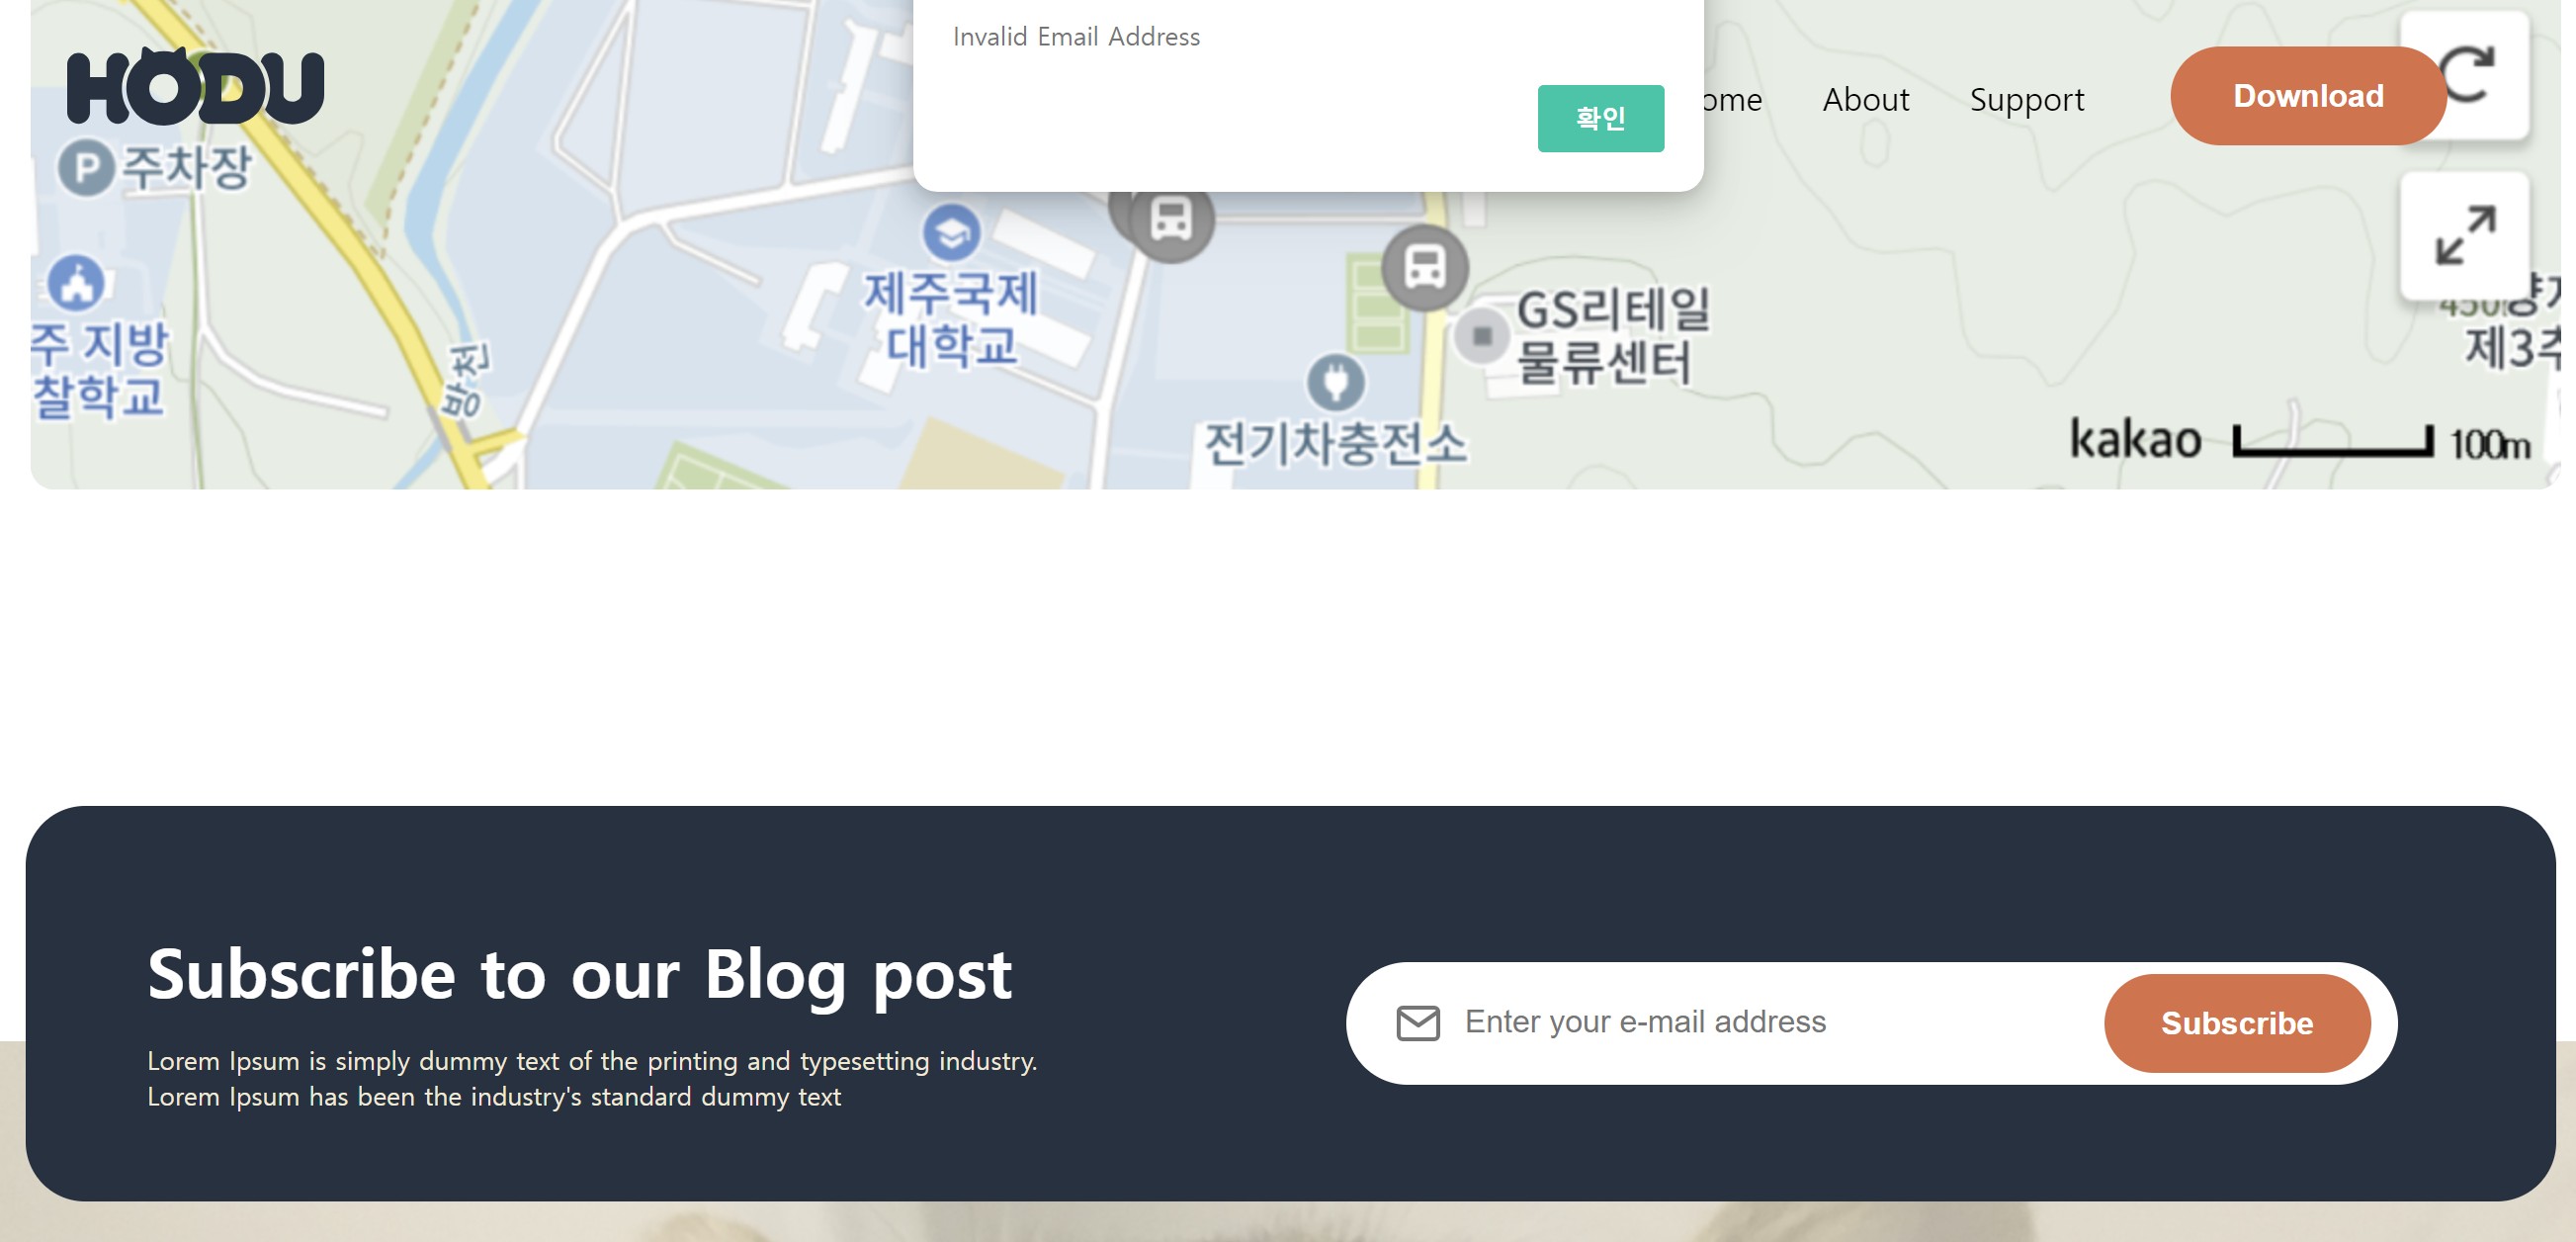 Invalid Email Address
확인
HODU
ome
About
Support
Download
주차장
제주국제
대학교
주 지방
찰학교
방천
GS리테일
물류센터
전기차충전소
제3주
kakao
100m
Subscribe to our Blog post
Lorem Ipsum is simply dummy text of the printing and typesetting industry.
Lorem Ipsum has been the industry's standard dummy text
Enter your e-mail address
Subscribe